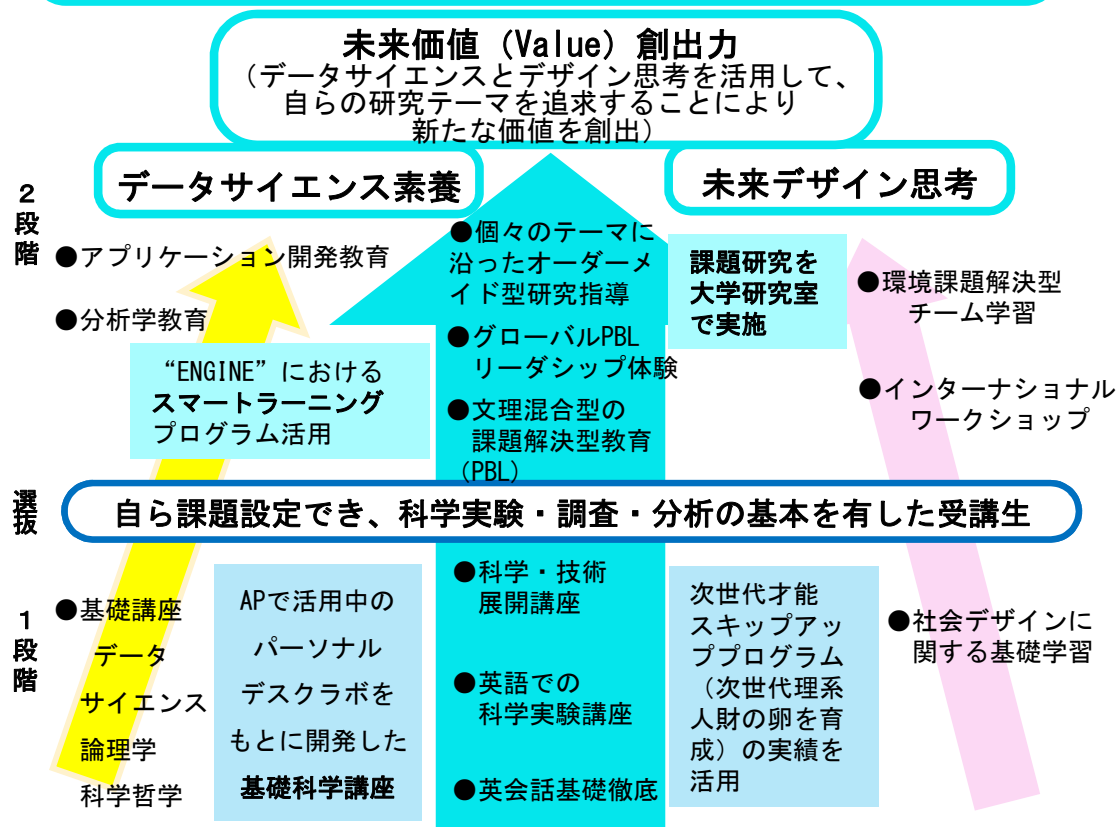 未来価値（Value）創出力
（データサイエンスとデザイン思考を活用して、
自らの研究テーマを追求することにより
新たな価値を創出）
データサイエンス素養
未来デザイン思考
２
段
階
●アプリケーション開発教育
●分析学教育
“ENGINE”における
スマートラーニング
プログラム活用
●個々のテーマに
沿ったオーダーメ
イド型研究指導
●グローバルPBL
リーダシップ体験
●文理混合型の
課題解決型教育
（PBL）
課題研究を
大学研究室
で実施
●環境課題解決型
チーム学習
●インターナショナル
ワークショップ
選
抜
自ら課題設定でき、科学実験・調査・分析の基本を有した受講生
１
段
階
●基礎講座
データ
サイエンス
論理学
科学哲学
APで活用中の
パーソナル
デスクラボを
もとに開発した
基礎科学講座
●科学・技術
展開講座
●英語での
科学実験講座
●英会話基礎徹底
次世代才能
スキップアッ
ププログラム
（次世代理系
人財の卵を育
成）の実績を
活用
●社会デザインに
関する基礎学習